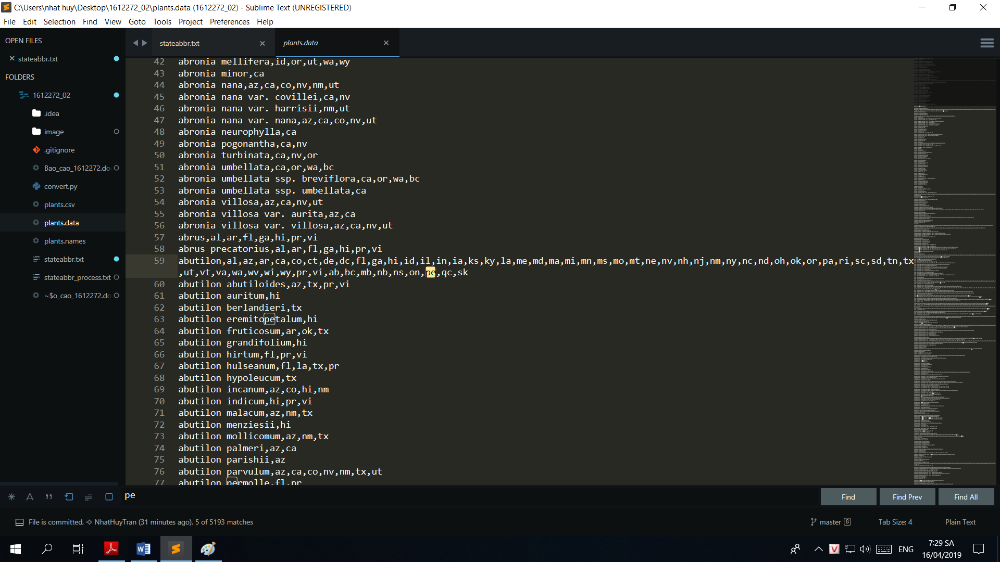 C:\Users\nhat huy\Desktop\1612272_02\plants.data (1612272_02) - Sublime Text (UNREGISTERED)
File Edit Selection Find View Goto Tools Project Preferences Help
OPEN FILES
stateabbr.txt
FOLDERS
1612272_02
.idea
image
.gitignore
Bao_cao_1612272.do
convert.py
plants.csv
plants.data
plants.names
stateabbr.txt
stateabbr_process.txt
~$o_cao_1612272.do
stateabbr.txt
plants.data
42 abronia mellifera,id,or,ut,wa,wy
43 abronia minor,ca
44 abronia nana,az,ca,co,nv,nm,ut
45 abronia nana var. covillei,ca,nv
46 abronia nana var. harrisii,nm,ut
47 abronia nana var. nana,az,ca,co,nv,ut
48 abronia neurophylla,ca
49 abronia pogonantha,ca,nv
50 abronia turbinata,ca,nv,or
51 abronia umbellata,ca,or,wa,bc
52 abronia umbellata ssp. breviflora,ca,or,wa,bc
53 abronia umbellata ssp. umbellata,ca
54 abronia villosa,az,ca,nv,ut
55 abronia villosa var. aurita,az,ca
56 abronia villosa var. villosa,az,ca,nv,ut
57 abrus,al,ar,fl,ga,hi,pr,vi
58 abrus precatorius,al,ar,fl,ga,hi,pr,vi
59 abutilon,al,az,ar,ca,co,ct,de,dc,fl,ga,hi,id,il,in,ia,ks,ky,la,me,md,ma,mi,mn,ms,mo,mt,ne,nv,nh,nj,nm,ny,nc,nd,oh,ok,or,pa,ri,sc,sd,tn,tx
,ut,vt,va,wa,wv,wi,wy,pr,vi,ab,bc,mb,nb,ns,on,pe,qc,sk
60 abutilon abutiloides,az,tx,pr,vi
61 abutilon auritum,hi
62 abutilon berlandieri,tx
63 abutilon eremitopetalum,hi
64 abutilon fruticosum,ar,ok,tx
65 abutilon grandifolium,hi
66 abutilon hirtum,fl,pr,vi
67 abutilon hulseanum,fl,la,tx,pr
68 abutilon hypoleucum,tx
69 abutilon incanum,az,co,hi,nm
70 abutilon indicum,hi,pr,vi
71 abutilon malacum,az,nm,tx
72 abutilon menziesii,hi
73 abutilon mollicomum,az,nm,tx
74 abutilon palmeri,az,ca
75 abutilon parishii,az
76 abutilon parvulum,az,ca,co,nv,nm,tx,ut
77 abutilon permolle,fl,pr
pe
Find Find Prev Find All
File is committed, NhatHuyTran (31 minutes ago), 5 of 5193 matches
master 8 Tab Size: 4 Plain Text
ENG
7:29 SA
16/04/2019